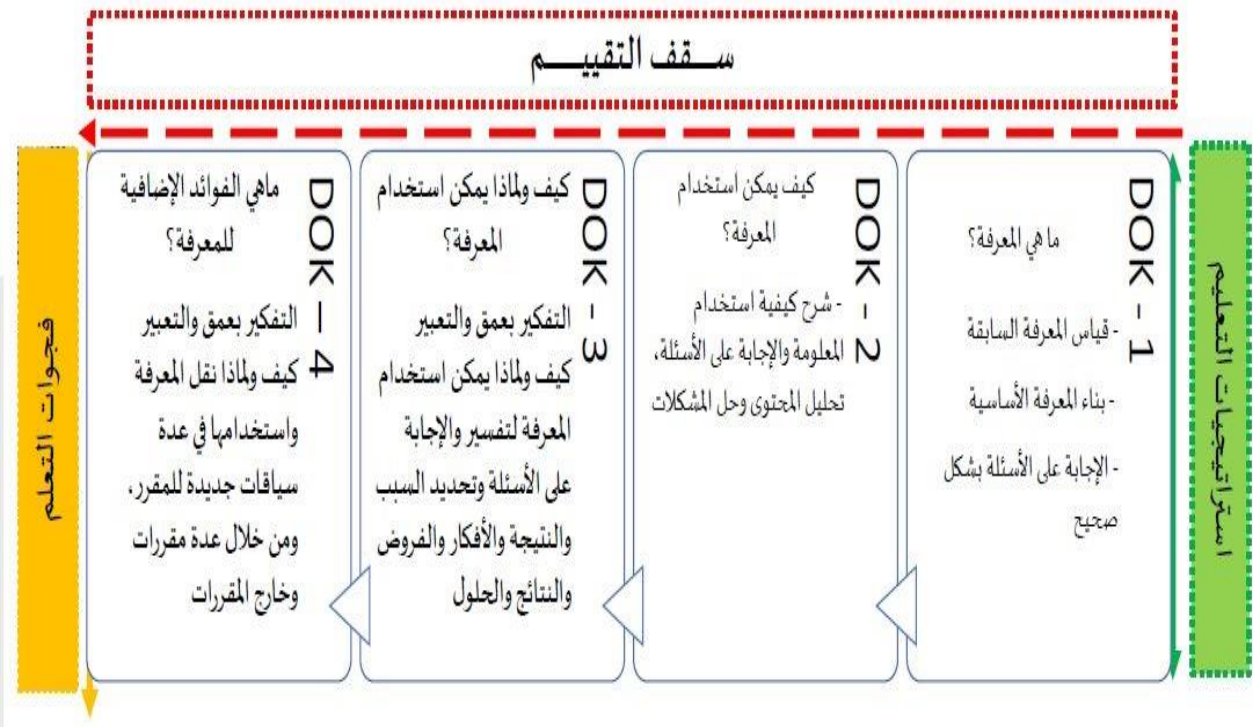 ســقف التقييــم
استراتيجيات التعليم
DOK - 1
ما هي المعرفة؟
- قياس المعرفة السابقة
- بناء المعرفة الأساسية
- الإجابة على الأسئلة بشكل
صحيح
DOK - 2
كيف يمكن استخدام
المعرفة؟
- شرح كيفية استخدام
المعلومة والإجابة على الأسئلة،
تحليل المحتوى وحل المشكلات
DOK - 3
كيف ولماذا يمكن استخدام
المعرفة؟
التفكير بعمق والتعبير
كيف ولماذا يمكن استخدام
المعرفة لتفسير والإجابة
على الأسئلة وتحديد السبب
والنتيجة والأفكار والفروض
والنتائج والحلول
DOK – 4
ماهي الفوائد الإضافية
للمعرفة؟
التفكير بعمق والتعبير
كيف ولماذا نقل المعرفة
واستخدامها في عدة
سياقات جديدة للمقرر،
ومن خلال عدة مقررات
وخارج المقررات
فجوات التعلم